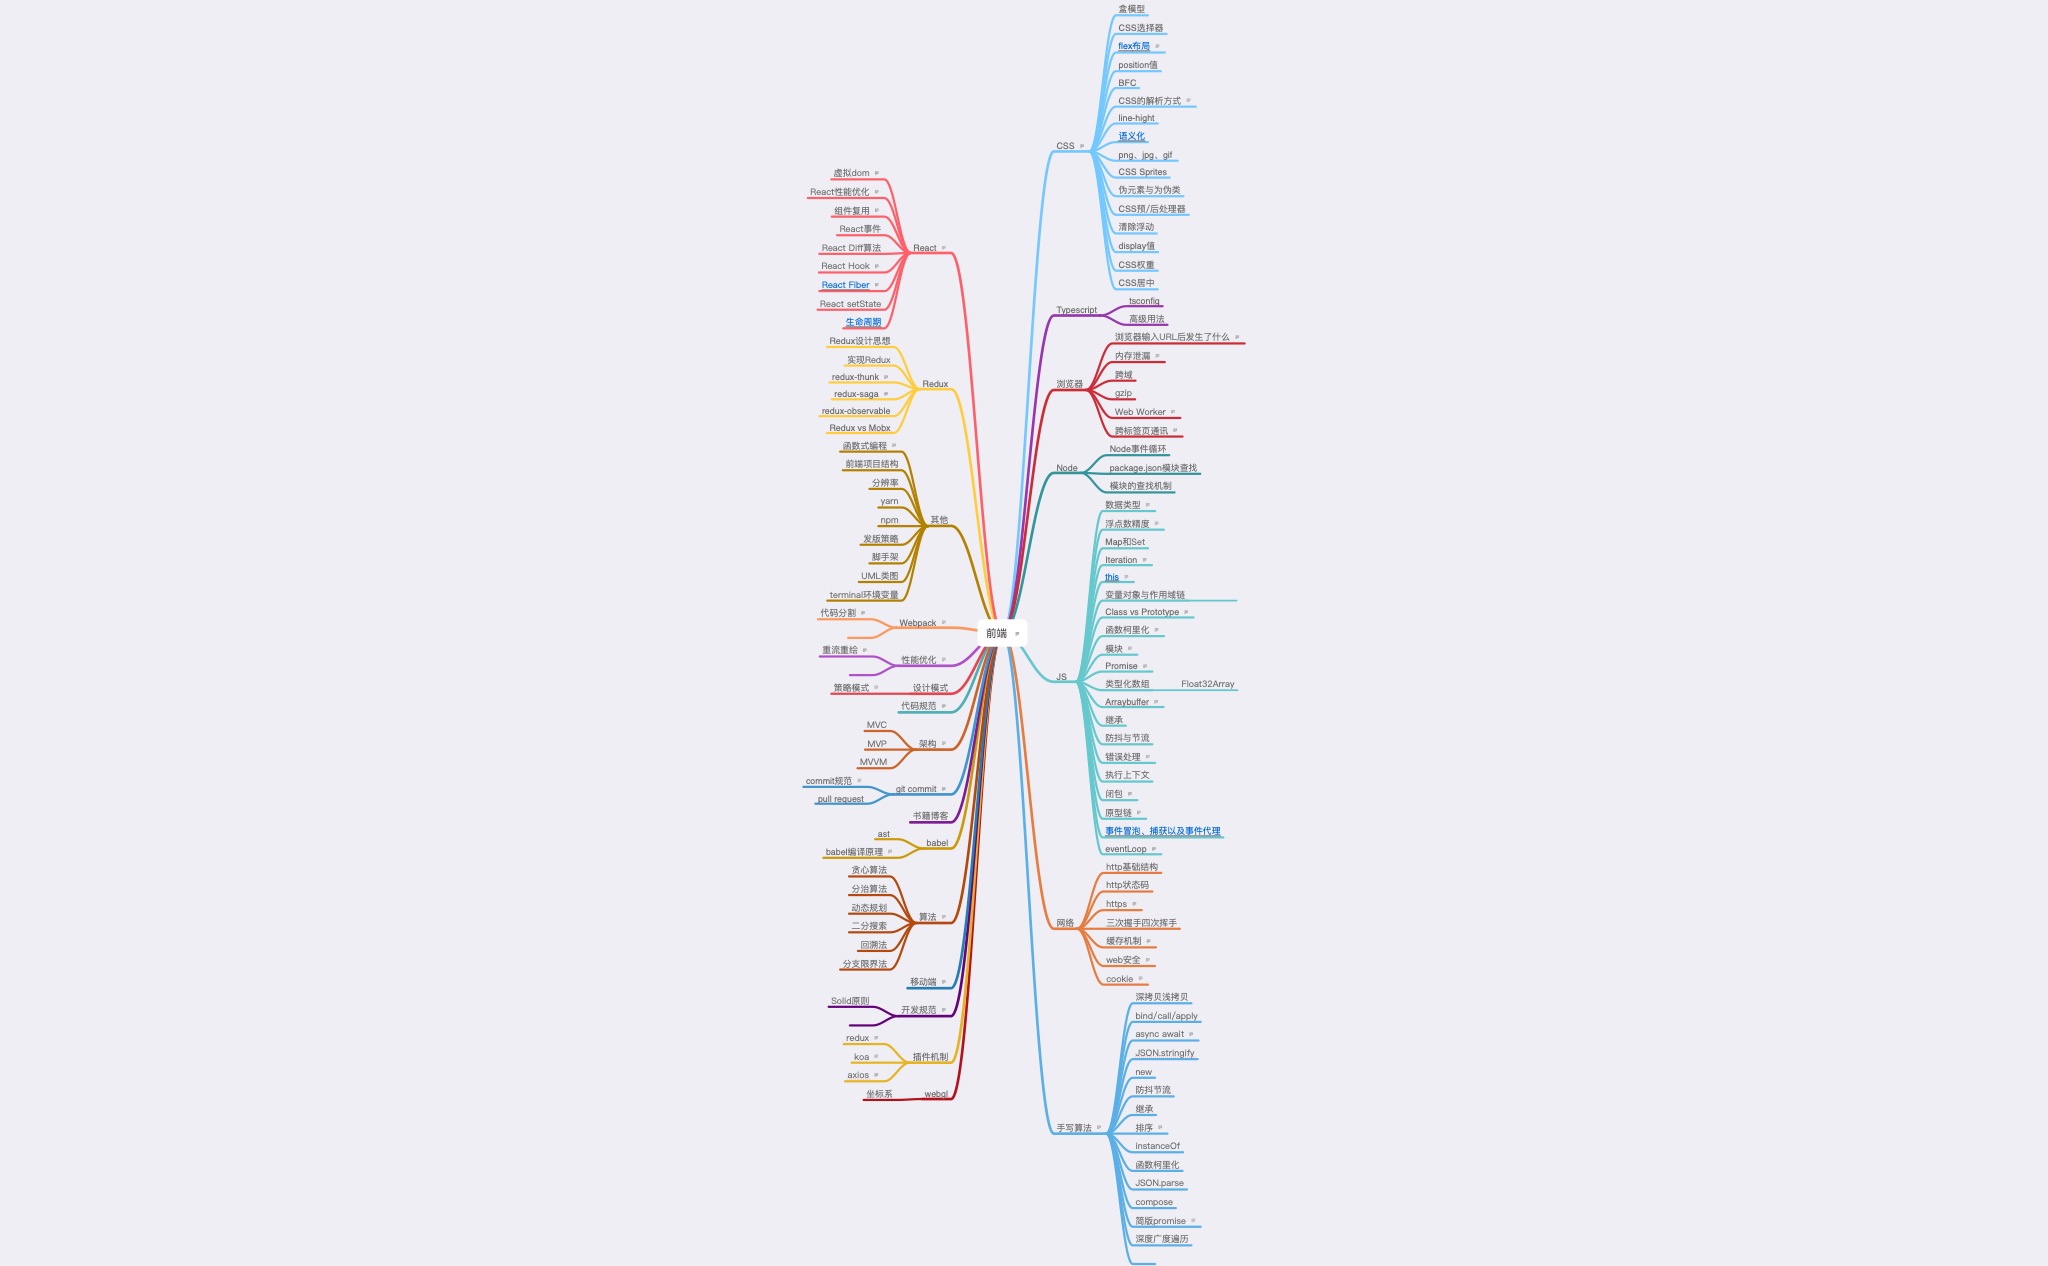 前端
CSS
盒模型
CSS选择器
flex布局
position值
BFC
CSS的解析方式
line-hight
语义化
png、jpg、gif
CSS Sprites
伪元素与为伪类
CSS预/后处理器
清除浮动
display值
CSS权重
CSS居中
Typescript
tsconfig
高级用法
浏览器
浏览器输入URL后发生了什么
内存泄漏
跨域
gzip
Web Worker
跨标签页通讯
Node
Node事件循环
package.json模块查找
模块的查找机制
JS
数据类型
浮点数精度
Map和Set
Iteration
this
变量对象与作用域链
Class vs Prototype
函数柯里化
模块
Promise
类型化数组
Float32Array
Arraybuffer
继承
防抖与节流
错误处理
执行上下文
闭包
原型链
事件冒泡、捕获以及事件代理
eventLoop
网络
http基础结构
http状态码
https
三次握手四次挥手
缓存机制
web安全
cookie
手写算法
深拷贝浅拷贝
bind/call/apply
async await
JSON.stringify
new
防抖节流
继承
排序
instanceOf
函数柯里化
JSON.parse
compose
简版promise
深度广度遍历
React
虚拟dom
React性能优化
组件复用
React事件
React Diff算法
React Hook
React Fiber
React setState
生命周期
Redux
Redux设计思想
实现Redux
redux-thunk
redux-saga
redux-observable
Redux vs Mobx
其他
函数式编程
前端项目结构
分辨率
yarn
npm
发版策略
脚手架
UML类图
terminal环境变量
Webpack
代码分割
性能优化
重流重绘
设计模式
策略模式
代码规范
架构
MVC
MVP
MVVM
git commit
commit规范
pull request
书籍博客
babel
ast
babel编译原理
算法
贪心算法
分治算法
动态规划
二分搜索
回溯法
分支限界法
移动端
开发规范
Solid原则
插件机制
redux
koa
axios
webgl
坐标系